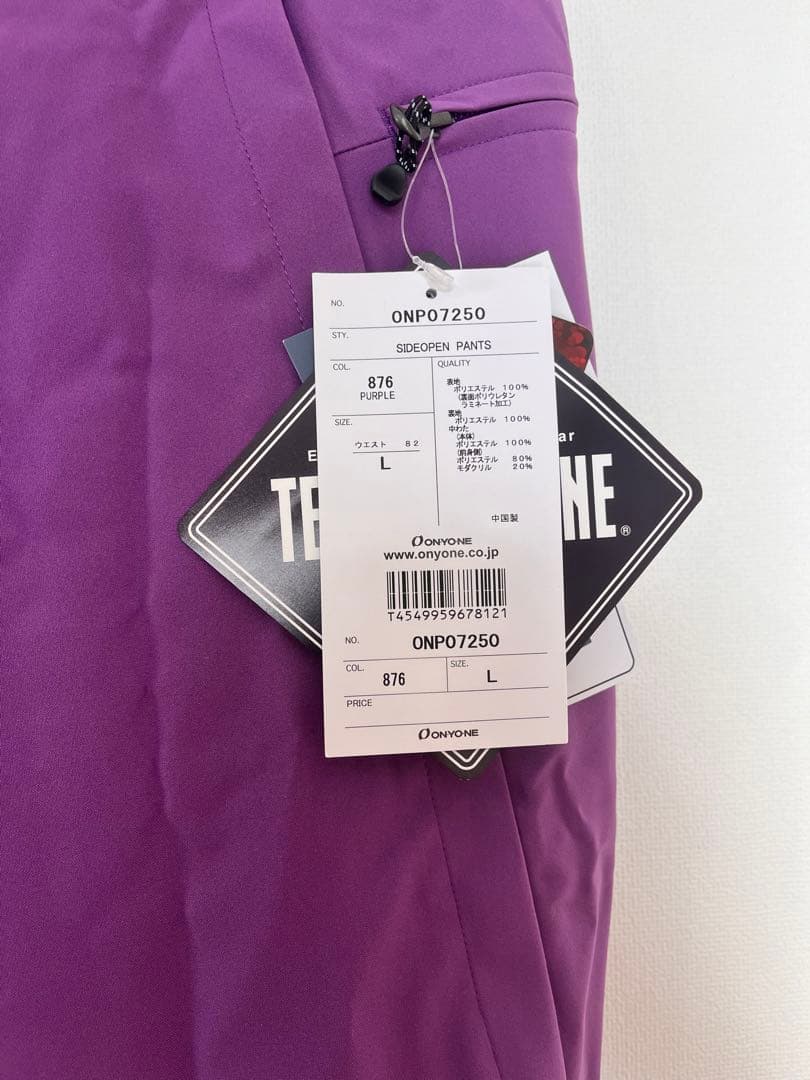 NO.
ONP07250
STY.
SIDEOPEN PANTS
COL.
876
PURPLE
SIZE.
ウエスト 82
L
QUALITY
表地
ポリエステル 100%
(裏面ポリウレタン
ラミネート加工)
裏地
ポリエステル 100%
中わた
(本体)
ポリエステル 100%
(前身側)
ポリエステル 80%
モダクリル 20%
中国製
ONYONE
www.onyone.co.jp
T4549959678121
NO.
ONP07250
COL.
876
SIZE.
L
PRICE
ONYONE
E
ar
TE
NE®